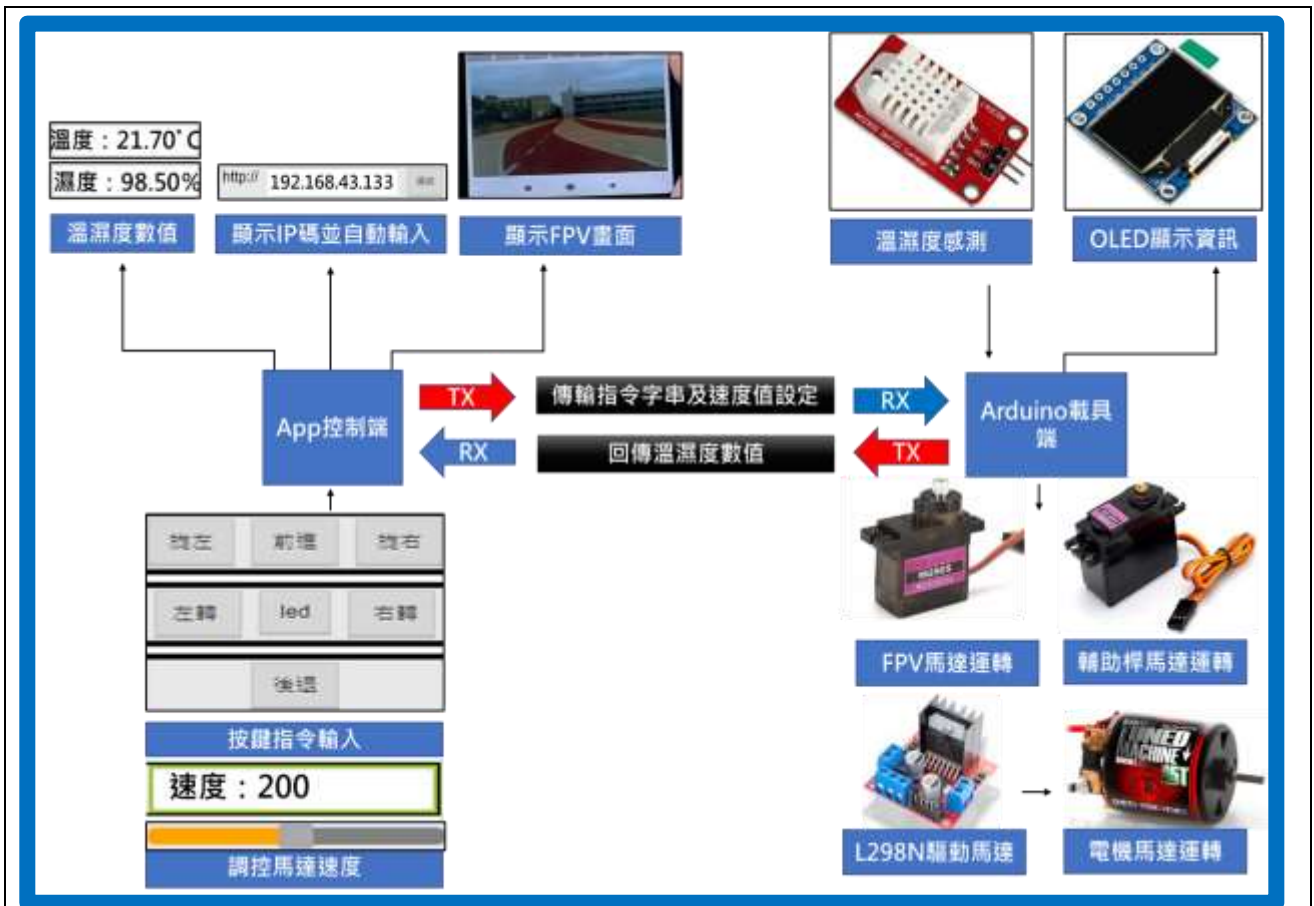 溫度：21.70°C
濕度：98.50%
http:// 192.168.43.133
溫濕度數值
顯示IP碼並自動輸入
顯示FPV畫面
溫濕度感測
OLED顯示資訊
App控制端
TX
傳輸指令字串及速度值設定
RX
Arduino載具
端
RX
回傳溫濕度數值
TX
旋左
前進
旋右
左轉
led
右轉
後退
按鍵指令輸入
速度：200
調控馬達速度
FPV馬達運轉
輔助桿馬達運轉
L298N驅動馬達
電機馬達運轉
TUNED
MACHINE